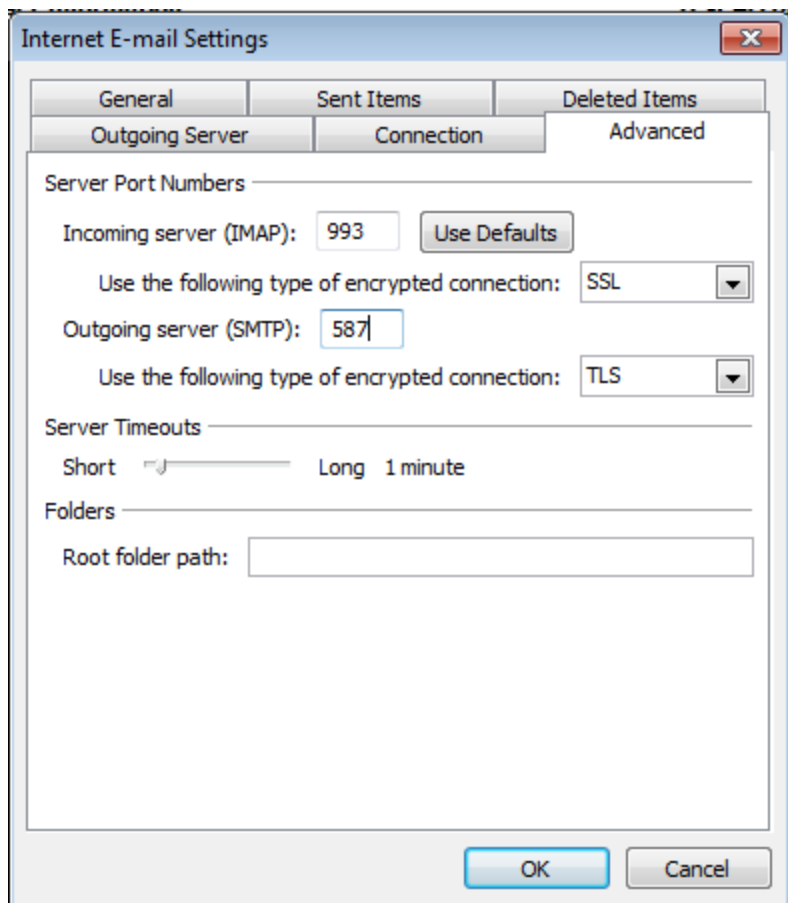 Internet E-mail Settings
General Sent Items Deleted Items
Outgoing Server Connection Advanced
Server Port Numbers
Incoming server (IMAP): 993 Use Defaults
Use the following type of encrypted connection: SSL
Outgoing server (SMTP): 587
Use the following type of encrypted connection: TLS
Server Timeouts
Short Long 1 minute
Folders
Root folder path:
OK Cancel